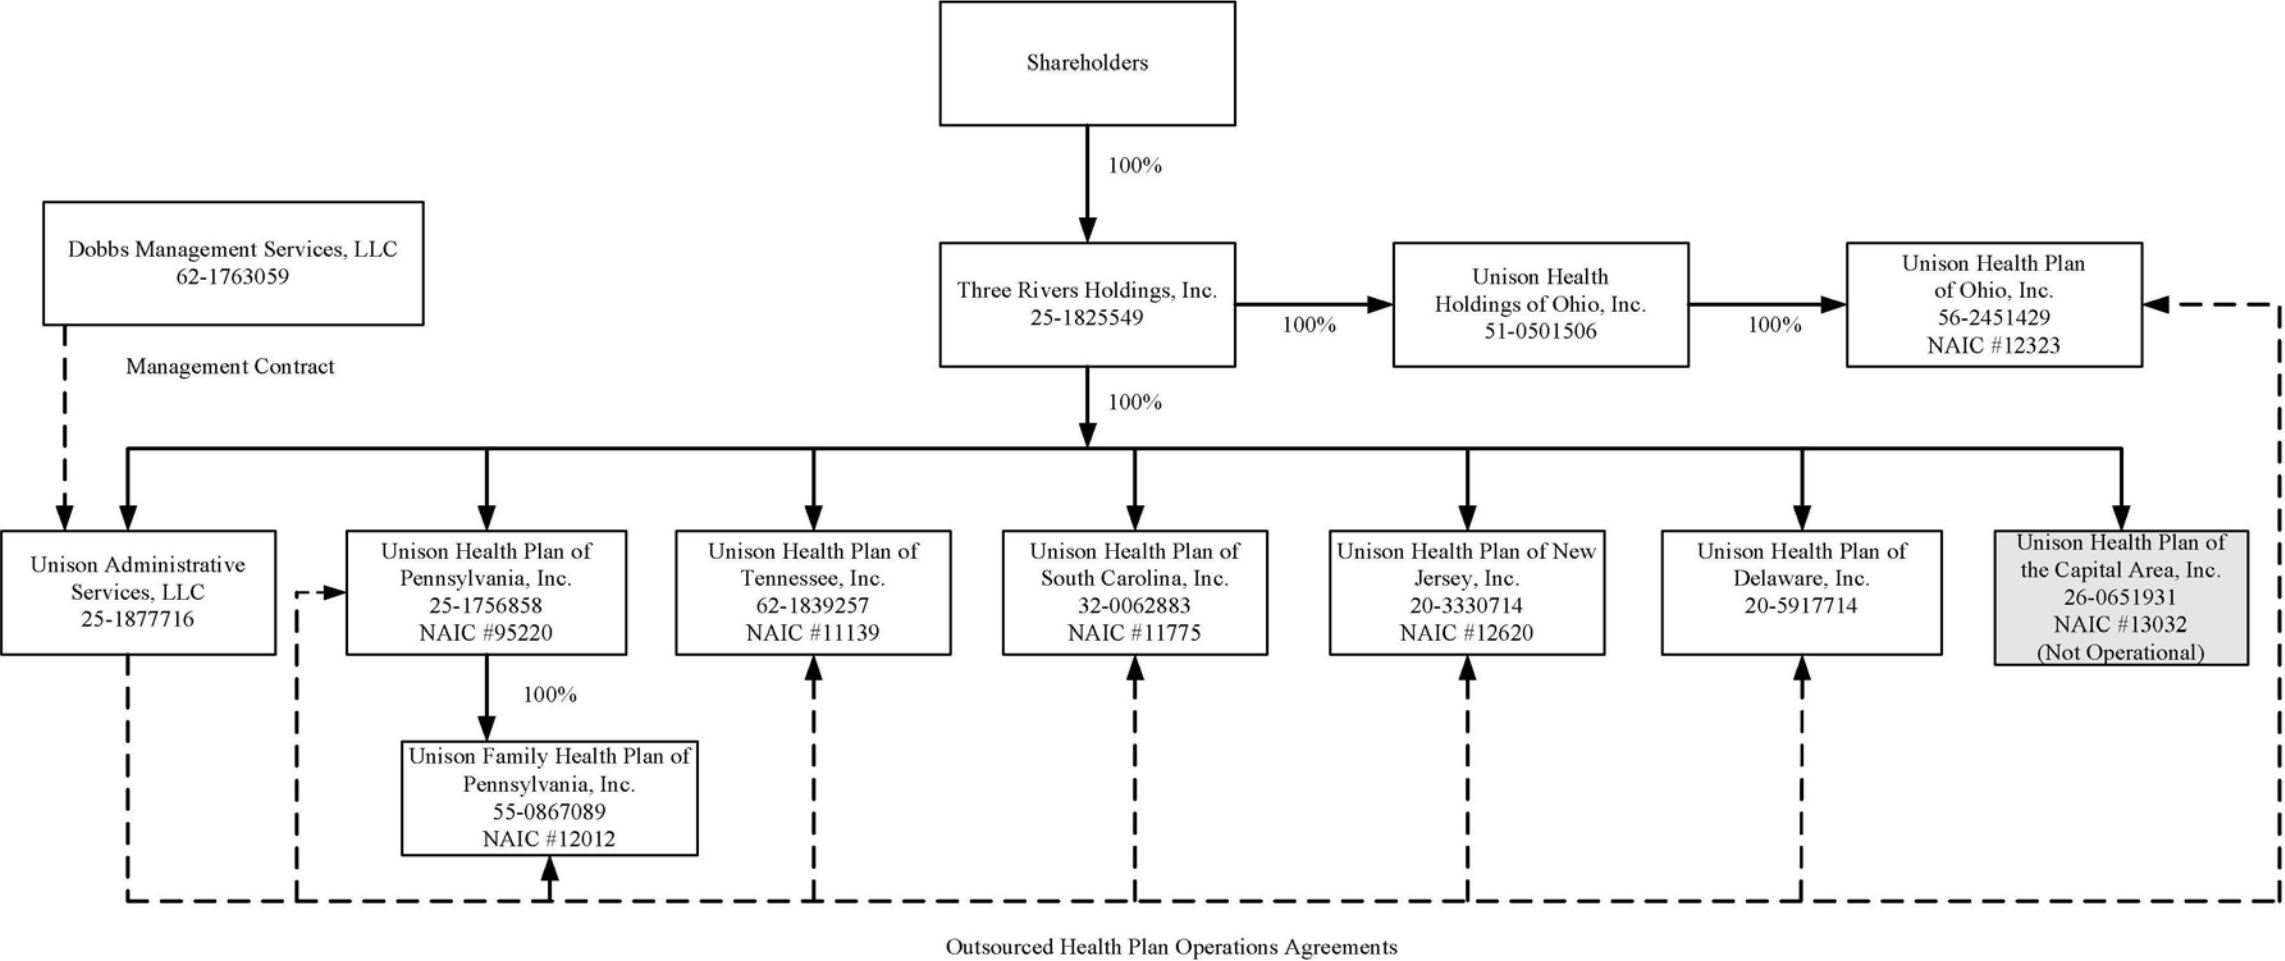 Shareholders
100%
Dobbs Management Services, LLC
62-1763059
Management Contract
Three Rivers Holdings, Inc.
25-1825549
100%
Unison Health
Holdings of Ohio, Inc.
51-0501506
100%
Unison Health Plan
of Ohio, Inc.
56-2451429
NAIC #12323
100%
Unison Administrative
Services, LLC
25-1877716
Unison Health Plan of
Pennsylvania, Inc.
25-1756858
NAIC #95220
Unison Health Plan of
Tennessee, Inc.
62-1839257
NAIC #11139
Unison Health Plan of
South Carolina, Inc.
32-0062883
NAIC #11775
Unison Health Plan of New
Jersey, Inc.
20-3330714
NAIC #12620
Unison Health Plan of
Delaware, Inc.
20-5917714
Unison Health Plan of
the Capital Area, Inc.
26-0651931
NAIC #13032
(Not Operational)
100%
Unison Family Health Plan of
Pennsylvania, Inc.
55-0867089
NAIC #12012
Outsourced Health Plan Operations Agreements